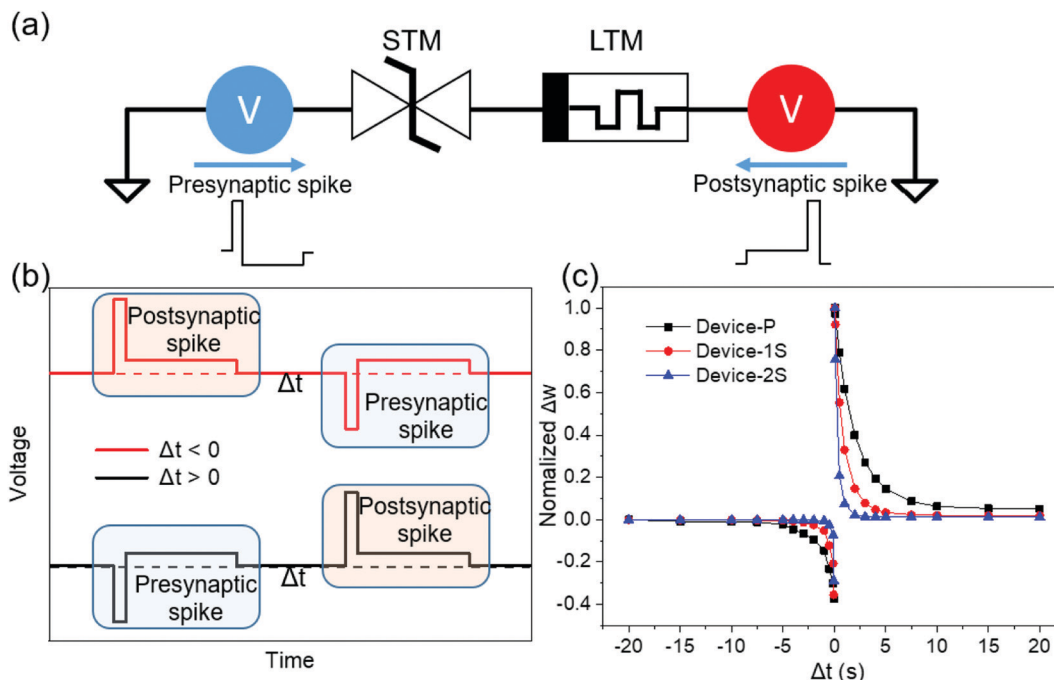 (a)
STM
LTM
V
V
Presynaptic spike
Postsynaptic spike
(b)
Postsynaptic
spike
Δt
Presynaptic
spike
Δt < 0
Δt > 0
Postsynaptic
spike
Δt
Presynaptic
spike
Voltage
Time
(c)
Device-P
Device-1S
Device-2S
Nomalized Δw
1.0
0.8
0.6
0.4
0.2
0.0
-0.2
-0.4
-20 -15 -10 -5 0 5 10 15 20
Δt (s)